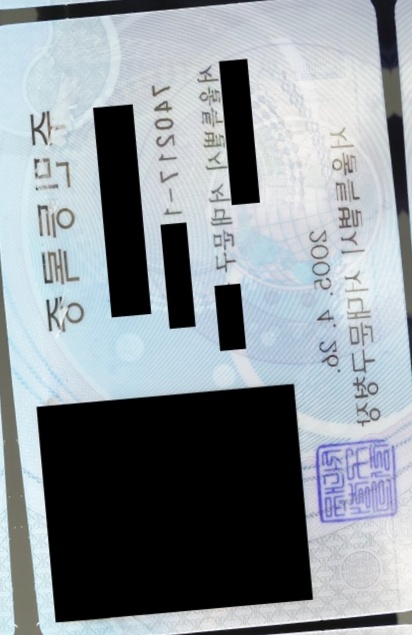 주민등록증
740217-1
서울특별시 서대문구
2005. 4. 26.
서울특별시 서대문구청장